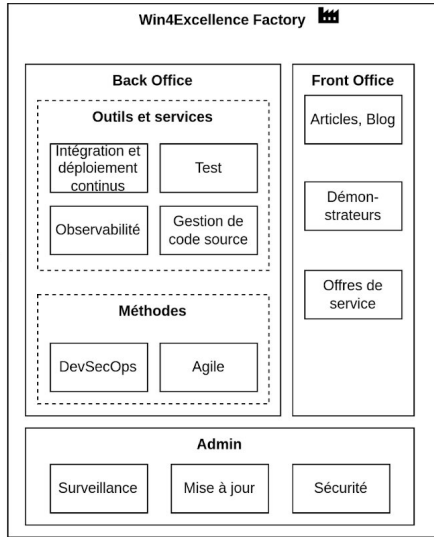 Win4Excellence Factory
Back Office
Outils et services
Intégration et
déploiement
continus
Test
Observabilité
Gestion de
code source
Méthodes
DevSecOps
Agile
Front Office
Articles, Blog
Démon-
strateurs
Offres de
service
Admin
Surveillance
Mise à jour
Sécurité